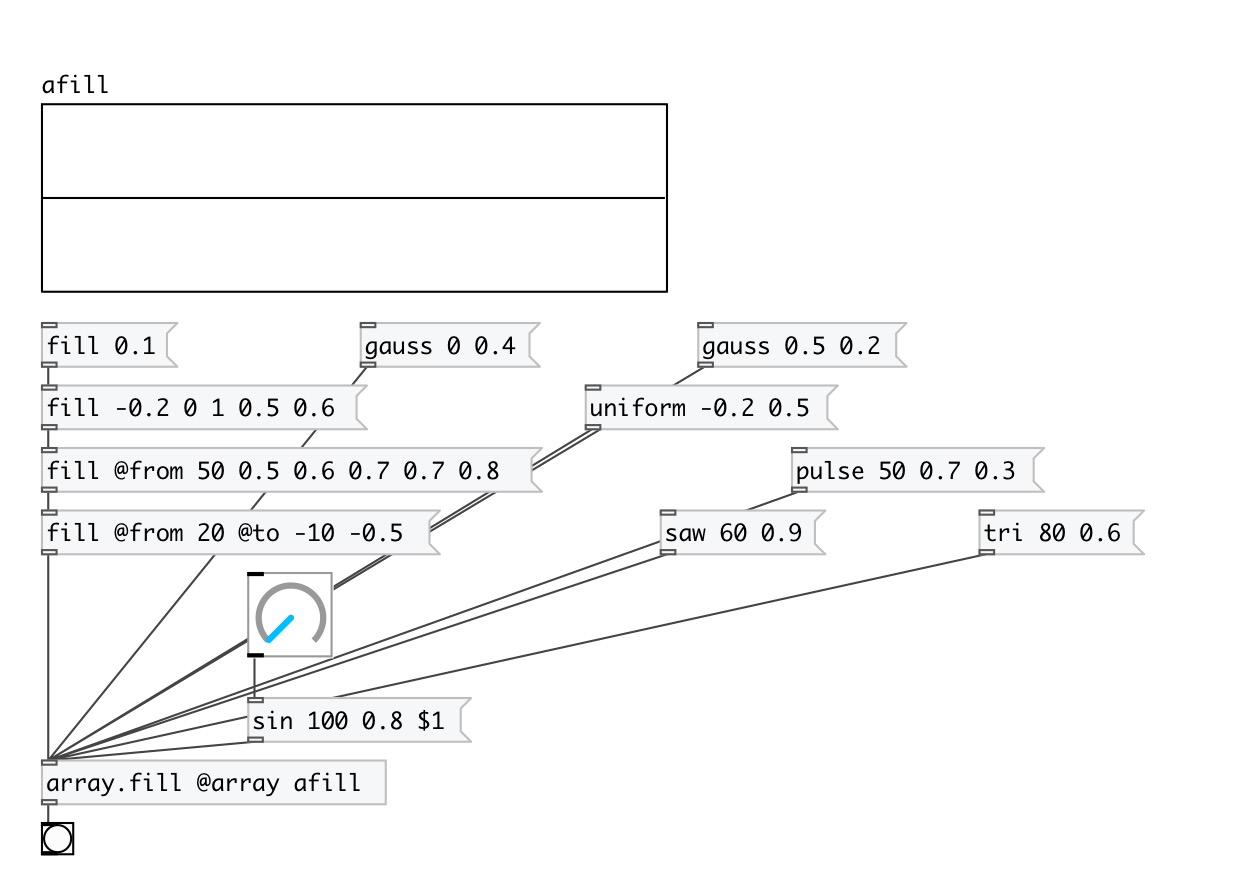 afill
fill 0.1
gauss 0 0.4
gauss 0.5 0.2
fill -0.2 0 1 0.5 0.6
uniform -0.2 0.5
fill @from 50 0.5 0.6 0.7 0.7 0.8
pulse 50 0.7 0.3
fill @from 20 @to -10 -0.5
saw 60 0.9
tri 80 0.6
sin 100 0.8 $1
array.fill @array afill